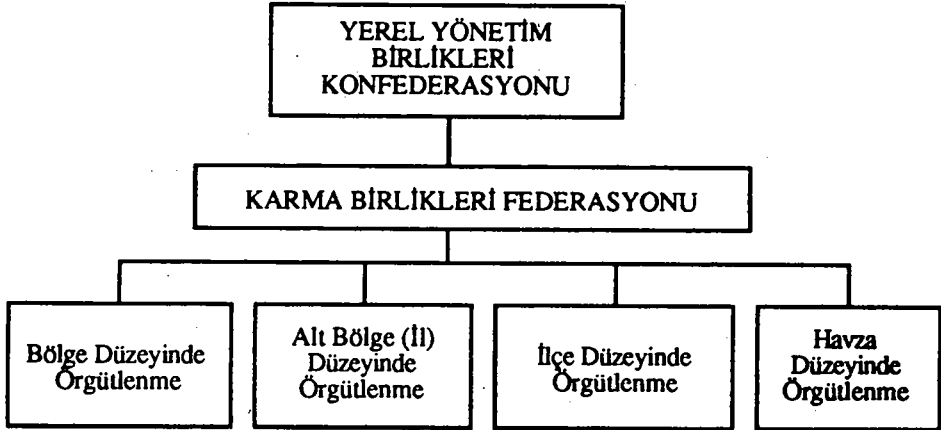 YEREL YÖNETİM
BİRLİKLERİ
KONFEDERASYONU
KARMA BİRLİKLERİ FEDERASYONU
Bölge Düzeyinde
Örgütlenme
Alt Bölge (İl)
Düzeyinde
Örgütlenme
İlçe Düzeyinde
Örgütlenme
Havza
Düzeyinde
Örgütlenme